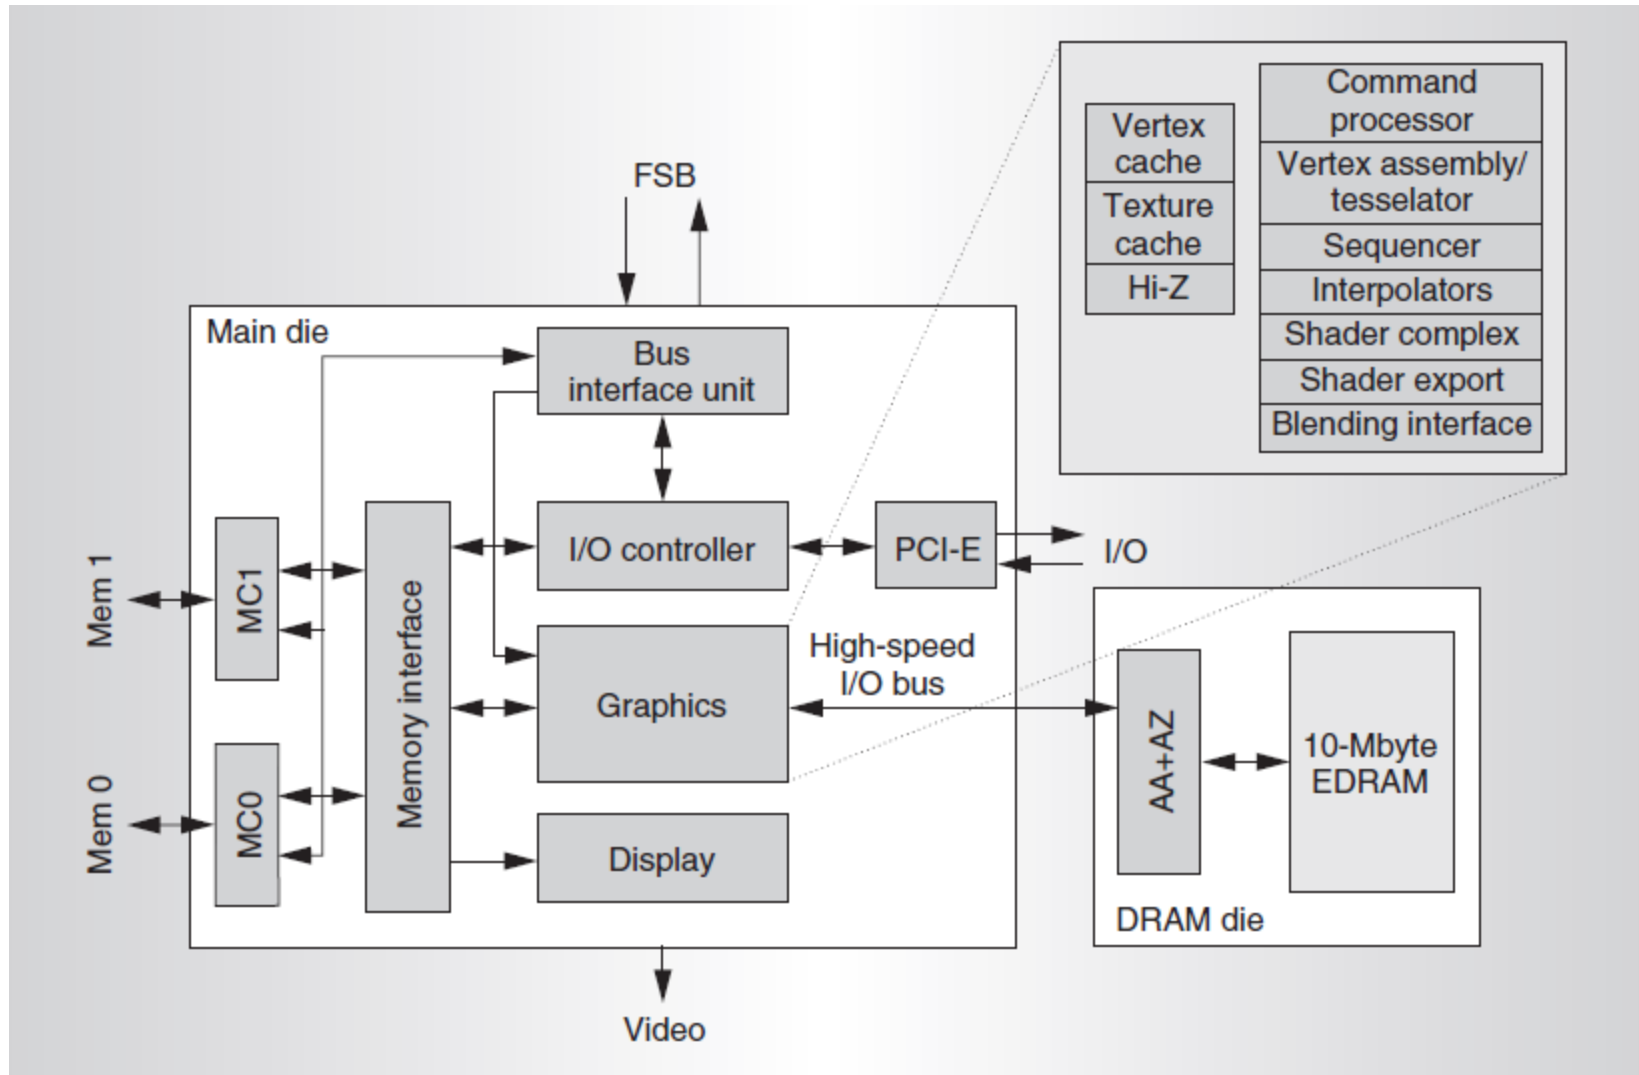 Command
processor
Vertex assembly/
tesselator
Sequencer
Interpolators
Shader complex
Shader export
Blending interface
Vertex
cache
Texture
cache
Hi-Z
FSB
Main die
Bus
interface unit
I/O controller
PCI-E
I/O
Mem 1
MC1
Memory interface
Graphics
High-speed
I/O bus
Mem 0
MC0
Display
AA+AZ
10-Mbyte
EDRAM
DRAM die
Video